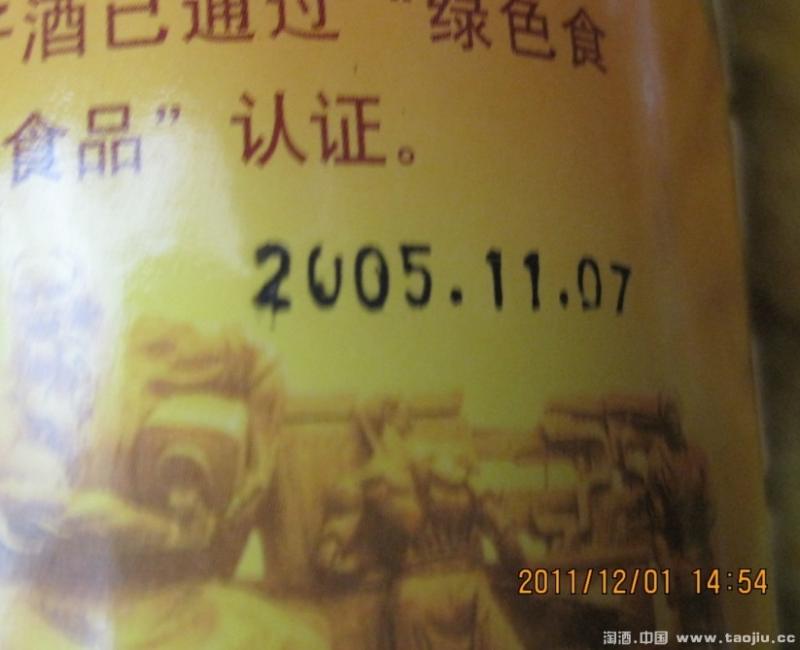 酒已通过“绿色食
食品”认证。
2005.11.07
2011/12/01 14:54
淘酒.中国 www.taojiu.cc